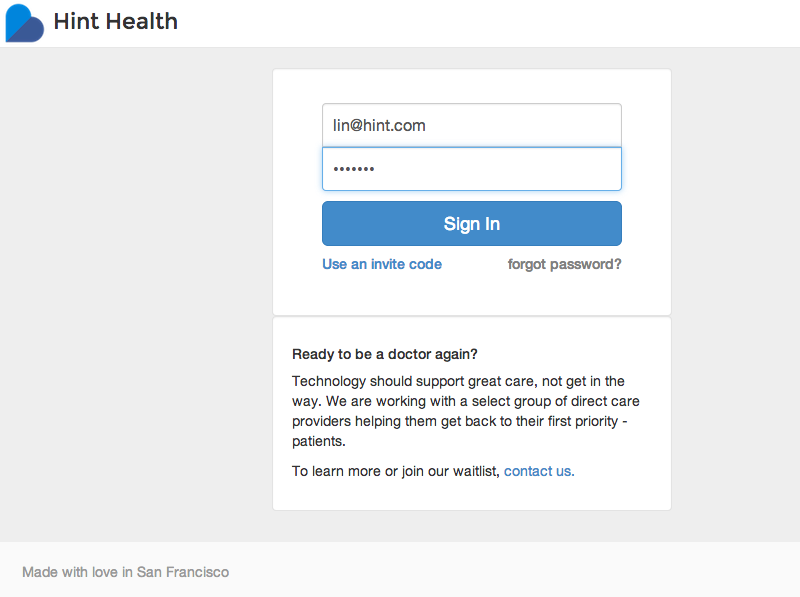 Hint Health
lin@hint.com
•••••••
Sign In
Use an invite code
forgot password?
Ready to be a doctor again?
Technology should support great care, not get in the
way. We are working with a select group of direct care
providers helping them get back to their first priority -
patients.
To learn more or join our waitlist, contact us.
Made with love in San Francisco